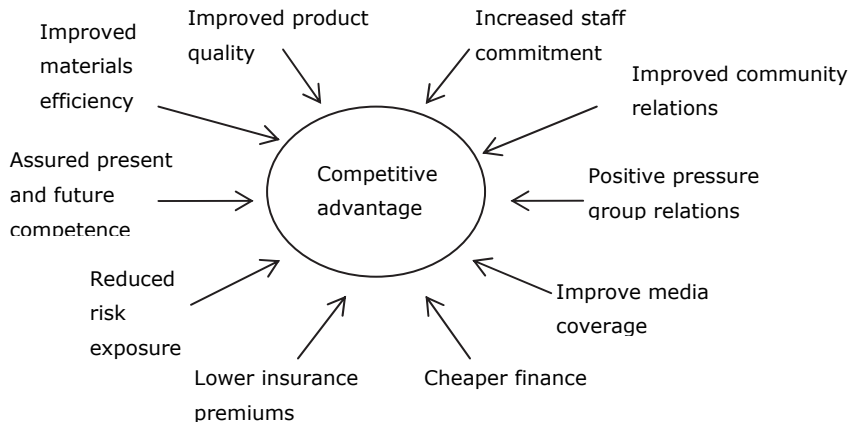 Improved
materials
efficiency
Improved product
quality
Increased staff
commitment
Improved community
relations
Assured present
and future
competence
Competitive
advantage
Positive pressure
group relations
Reduced
risk
exposure
Improve media
coverage
Lower insurance
premiums
Cheaper finance